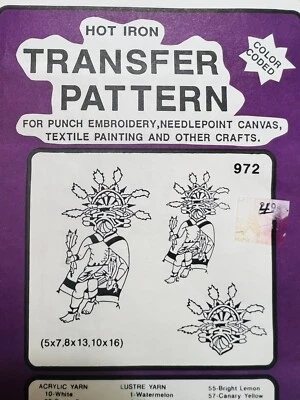 HOT IRON
TRANSFER
PATTERN
COLOR
CODED
FOR PUNCH EMBROIDERY,NEEDLEPOINT CANVAS,
TEXTILE PAINTING AND OTHER CRAFTS.
972
(5x7,8x13,10x16)
ACRYLIC YARN LUSTRE YARN 55-Bright Lemon
10-White 1-Watermelon 57-Canary Yellow